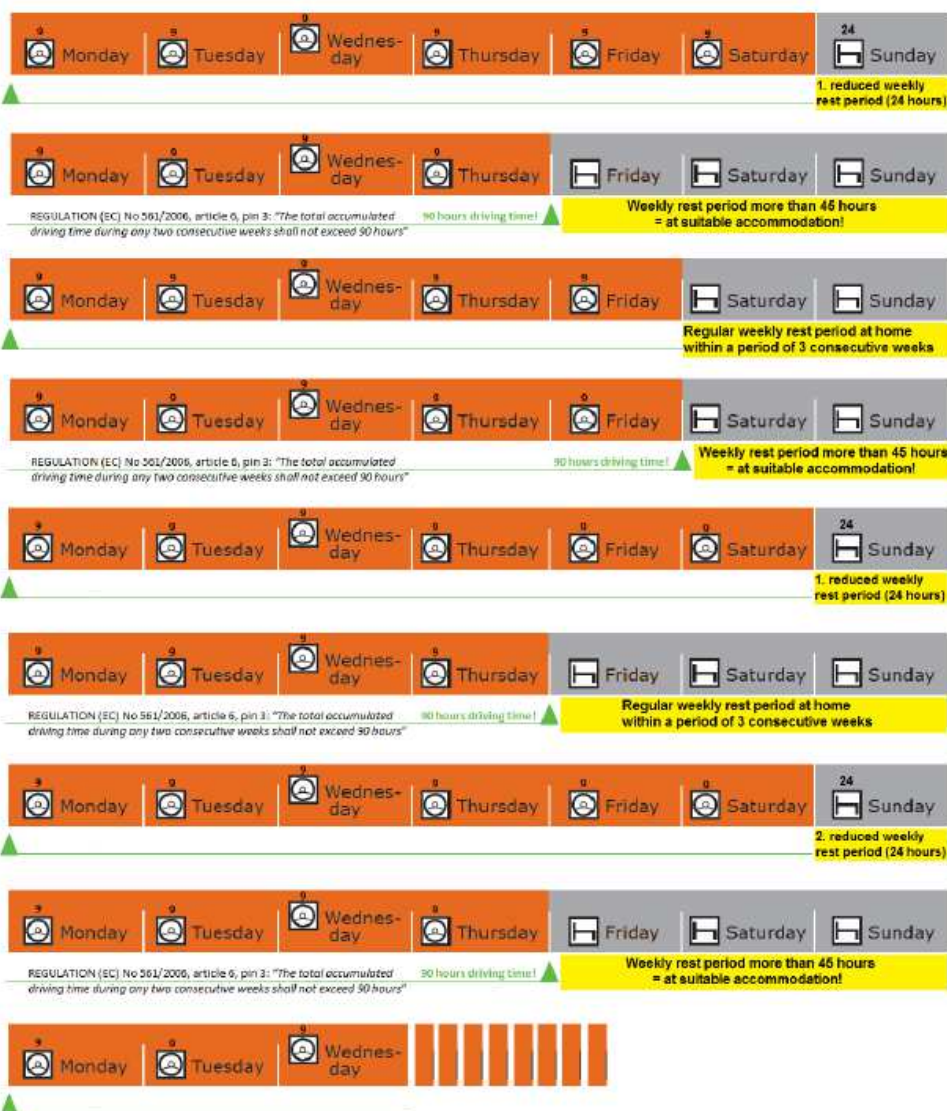 9 9 9 9 9 9 24
Monday Tuesday Wednes- Thursday Friday Saturday Sunday
day
1. reduced weekly
rest period (24 hours)
9 9 9 9
Monday Tuesday Wednes- Thursday Friday Saturday Sunday
day
REGULATION (EC) No 561/2006, article 6, pin 3: "The total accumulated
driving time during any two consecutive weeks shall not exceed 90 hours"
90 hours driving time!
Weekly rest period more than 45 hours
= at suitable accommodation!
9 9 9 9 9
Monday Tuesday Wednes- Thursday Friday Saturday Sunday
day
Regular weekly rest period at home
within a period of 3 consecutive weeks
9 9 9 9 9
Monday Tuesday Wednes- Thursday Friday Saturday Sunday
day
REGULATION (EC) No 561/2006, article 6, pin 3: "The total accumulated
driving time during any two consecutive weeks shall not exceed 90 hours"
90 hours driving time!
Weekly rest period more than 45 hours
= at suitable accommodation!
9 9 9 9 9 9 24
Monday Tuesday Wednes- Thursday Friday Saturday Sunday
day
1. reduced weekly
rest period (24 hours)
9 9 9 9
Monday Tuesday Wednes- Thursday Friday Saturday Sunday
day
REGULATION (EC) No 561/2006, article 6, pin 3: "The total accumulated
driving time during any two consecutive weeks shall not exceed 90 hours"
90 hours driving time!
Regular weekly rest period at home
within a period of 3 consecutive weeks
9 9 9 9 9 9 24
Monday Tuesday Wednes- Thursday Friday Saturday Sunday
day
2. reduced weekly
rest period (24 hours)
9 9 9 9
Monday Tuesday Wednes- Thursday Friday Saturday Sunday
day
REGULATION (EC) No 561/2006, article 6, pin 3: "The total accumulated
driving time during any two consecutive weeks shall not exceed 90 hours"
90 hours driving time!
Weekly rest period more than 45 hours
= at suitable accommodation!
9 9 9
Monday Tuesday Wednes-
day